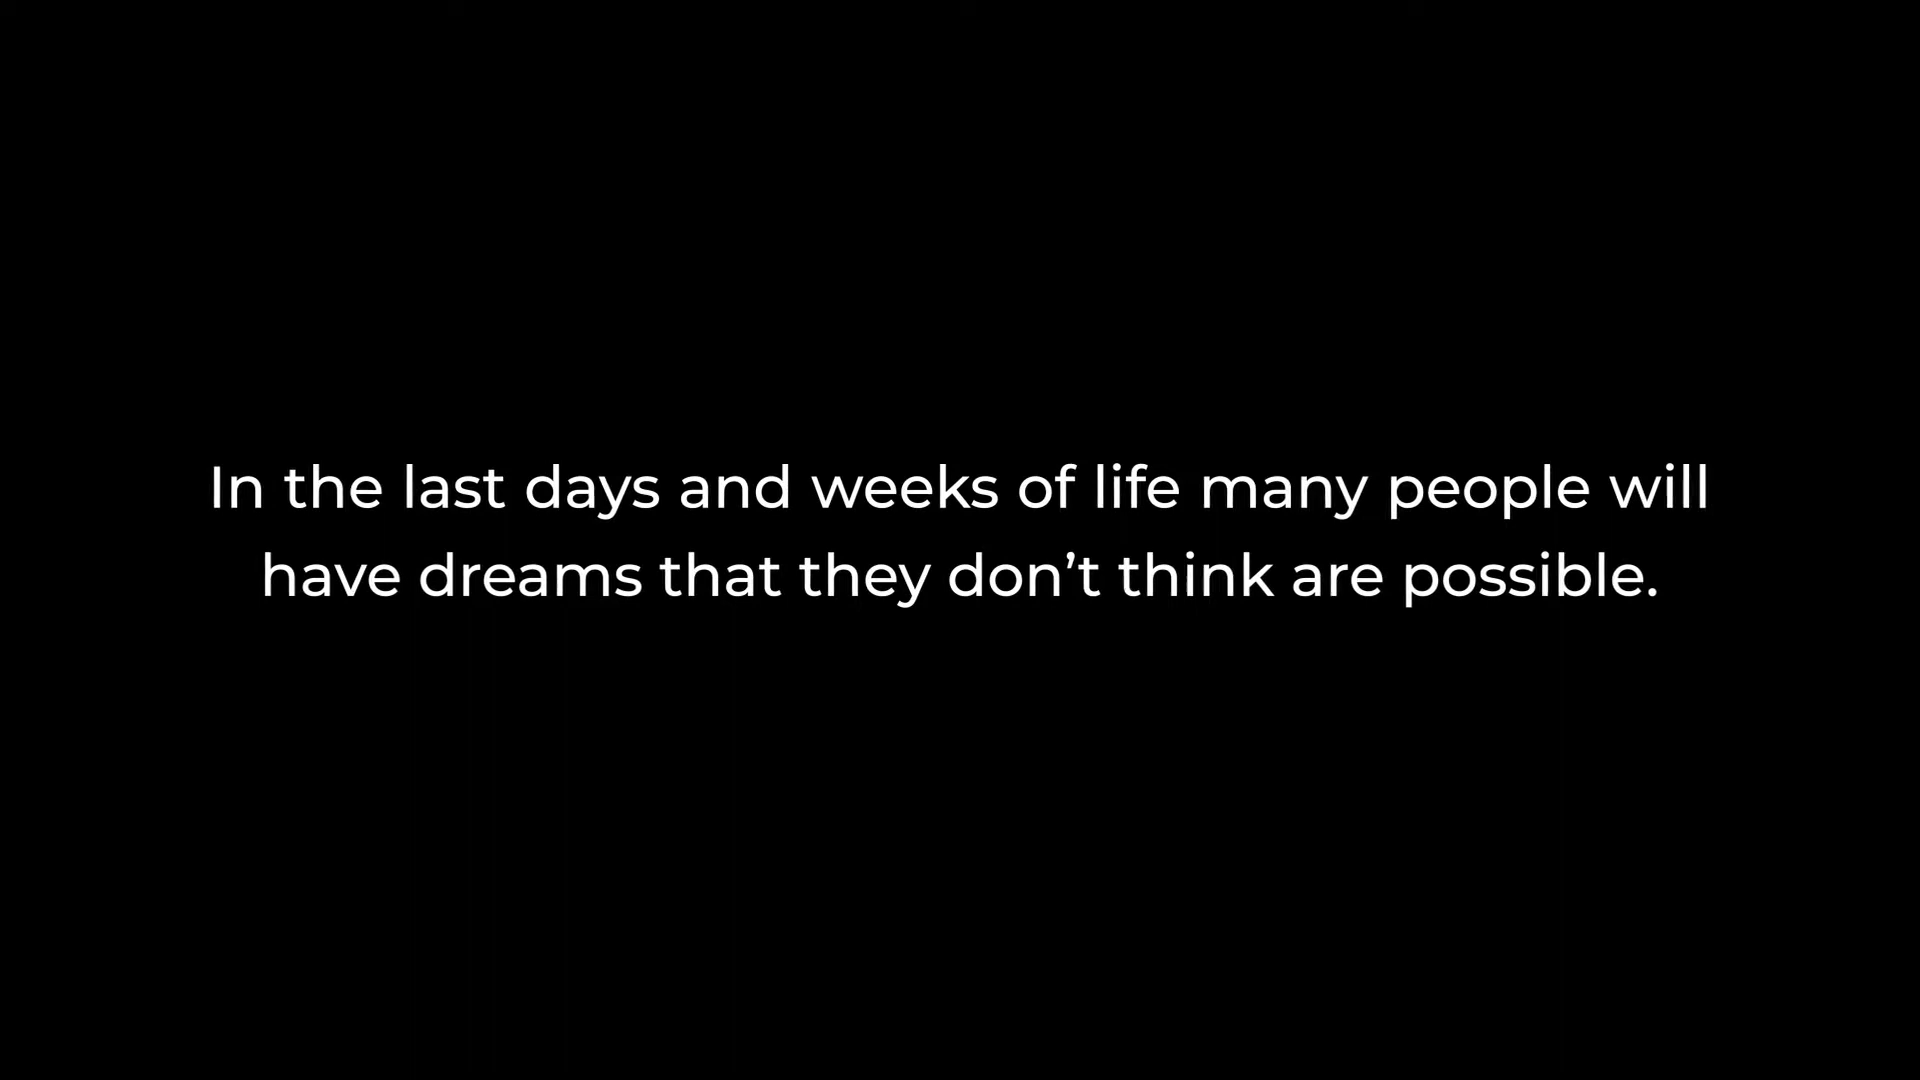 In the last days and weeks of life many people will
have dreams that they don’t think are possible.